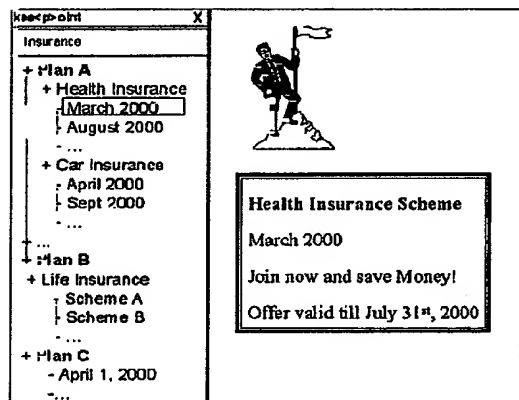 X
Insurance
+ Plan A
+ Health Insurance
March 2000
- August 2000
- ...
+ Car Insurance
- April 2000
- Sept 2000
- ...
+ ...
+ Plan B
+ Life Insurance
- Scheme A
- Scheme B
- ...
+ Plan C
- April 1, 2000
- ...
Health Insurance Scheme
March 2000
Join now and save Money!
Offer valid till July 31st, 2000